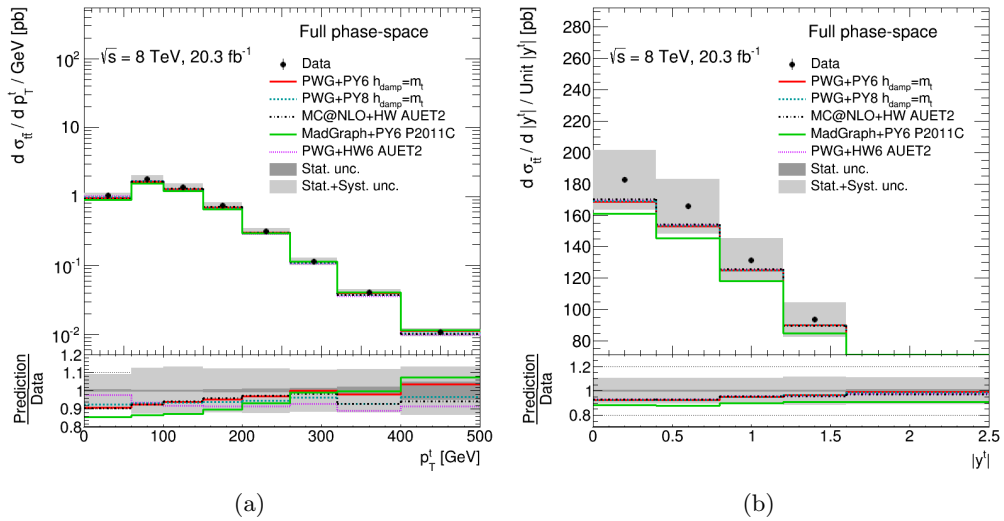 d σ_tt̄ / d p_T^t / GeV [pb]
Full phase-space
√s = 8 TeV, 20.3 fb⁻¹
Data
PWG+PY6 h_damp=m_t
PWG+PY8 h_damp=m_t
MC@NLO+HW AUET2
MadGraph+PY6 P2011C
PWG+HW6 AUET2
Stat. unc.
Stat.+Syst. unc.
10²
10
1
10⁻¹
10⁻²
Prediction
Data
1.2
1.1
1
0.9
0.8
0 100 200 300 400 500
p_T^t [GeV]
(a)
d σ_tt̄ / d |y^t| / Unit |y^t| [pb]
Full phase-space
√s = 8 TeV, 20.3 fb⁻¹
Data
PWG+PY6 h_damp=m_t
PWG+PY8 h_damp=m_t
MC@NLO+HW AUET2
MadGraph+PY6 P2011C
PWG+HW6 AUET2
Stat. unc.
Stat.+Syst. unc.
280
260
240
220
200
180
160
140
120
100
80
Prediction
Data
1.2
1
0.8
0 0.5 1 1.5 2 2.5
|y^t|
(b)